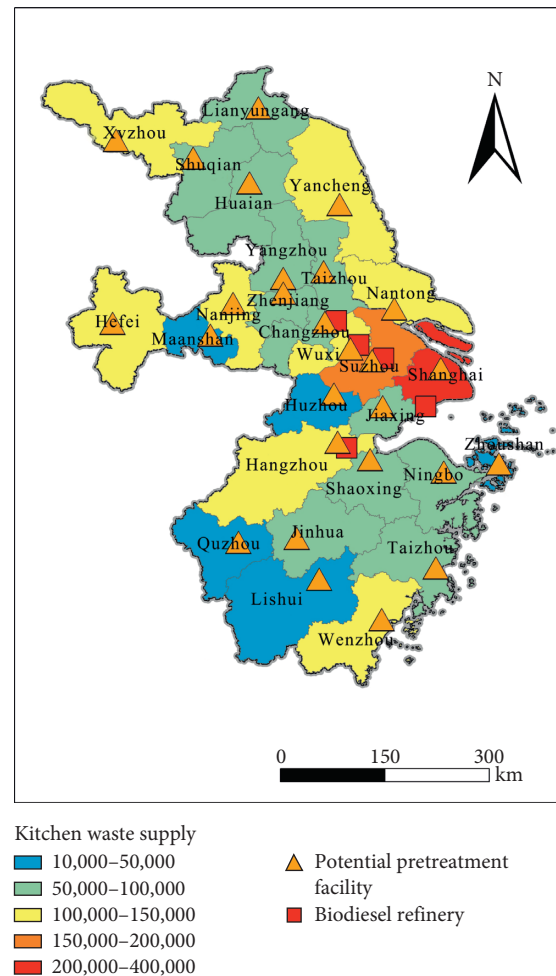 N
Lianyungang
Xvzhou
Shuqian
Huaian
Yancheng
Yangzhou
Taizhou
Nantong
Zhenjiang
Hefei
Nanjing
Maanshan
Changzhou
Wuxi
Suzhou
Shanghai
Huzhou
Jiaxing
Zhoushan
Hangzhou
Ningbo
Shaoxing
Jinhua
Quzhou
Taizhou
Lishui
Wenzhou
0 150 300
km
Kitchen waste supply
10,000–50,000
50,000–100,000
100,000–150,000
150,000–200,000
200,000–400,000
Potential pretreatment
facility
Biodiesel refinery